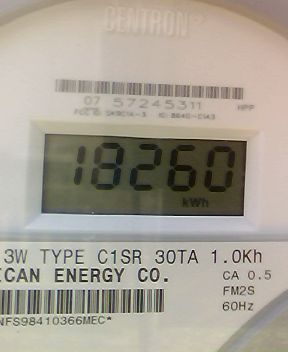 CENTRON
07 57245311
18260
kWh
3W TYPE C1SR 30TA 1.0Kh
ICAN ENERGY CO.
CA 0.5
FM2S
60Hz
NFS98410366MEC*